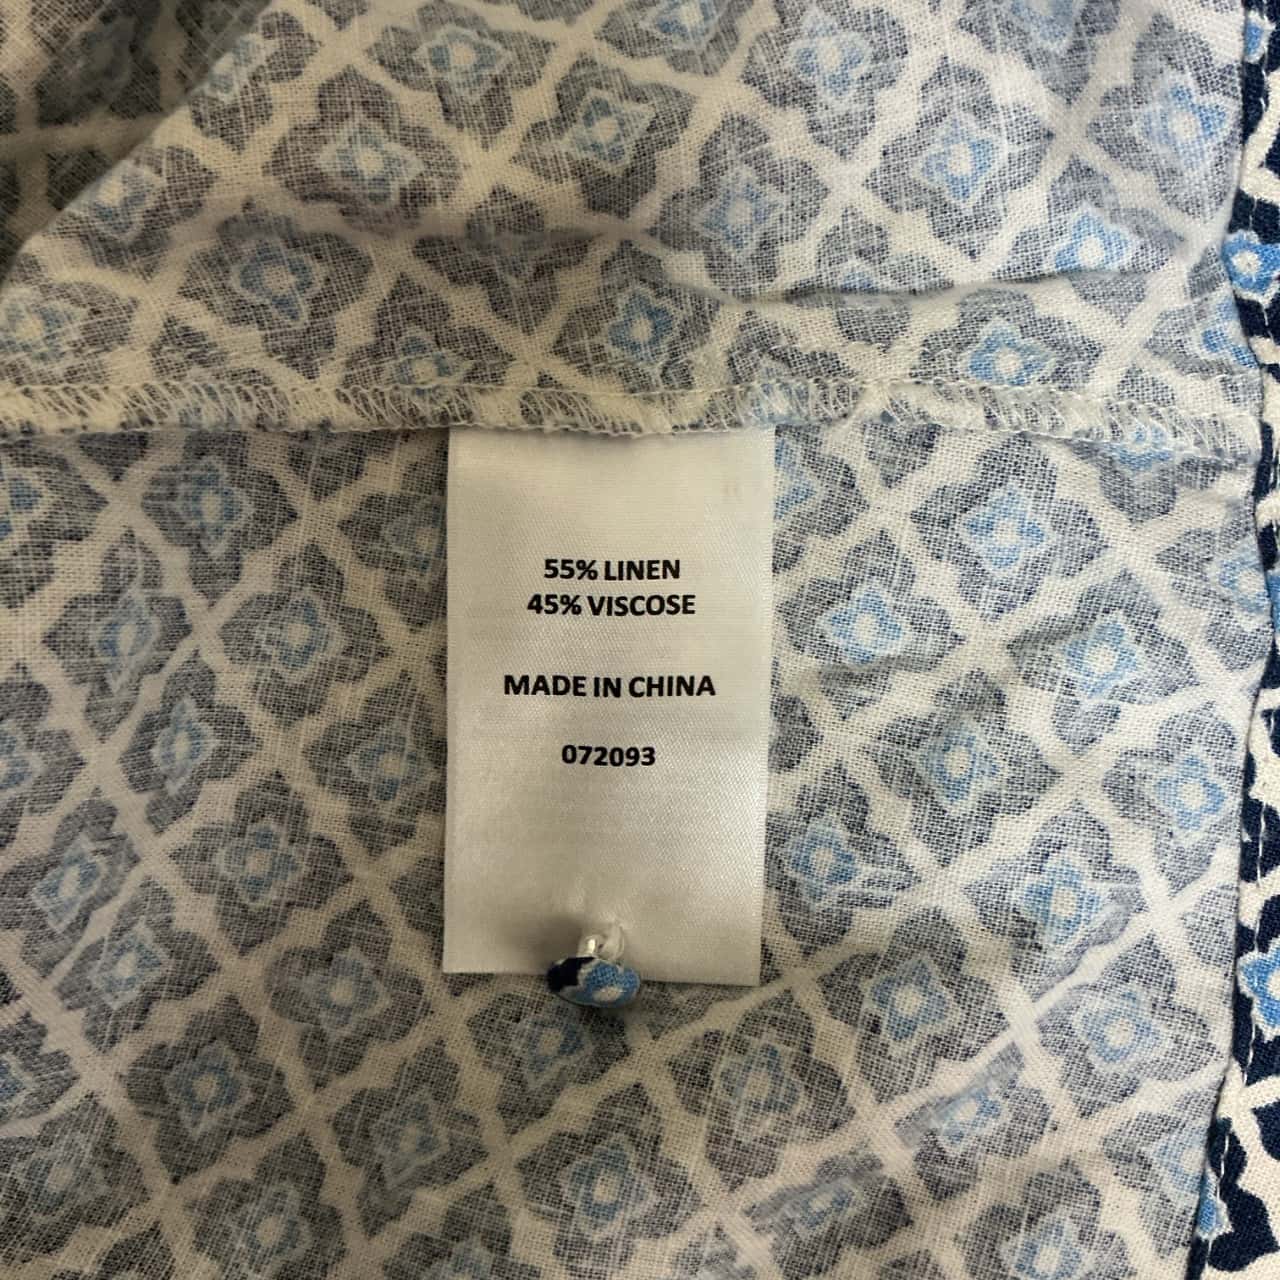 55% LINEN
45% VISCOSE
MADE IN CHINA
072093